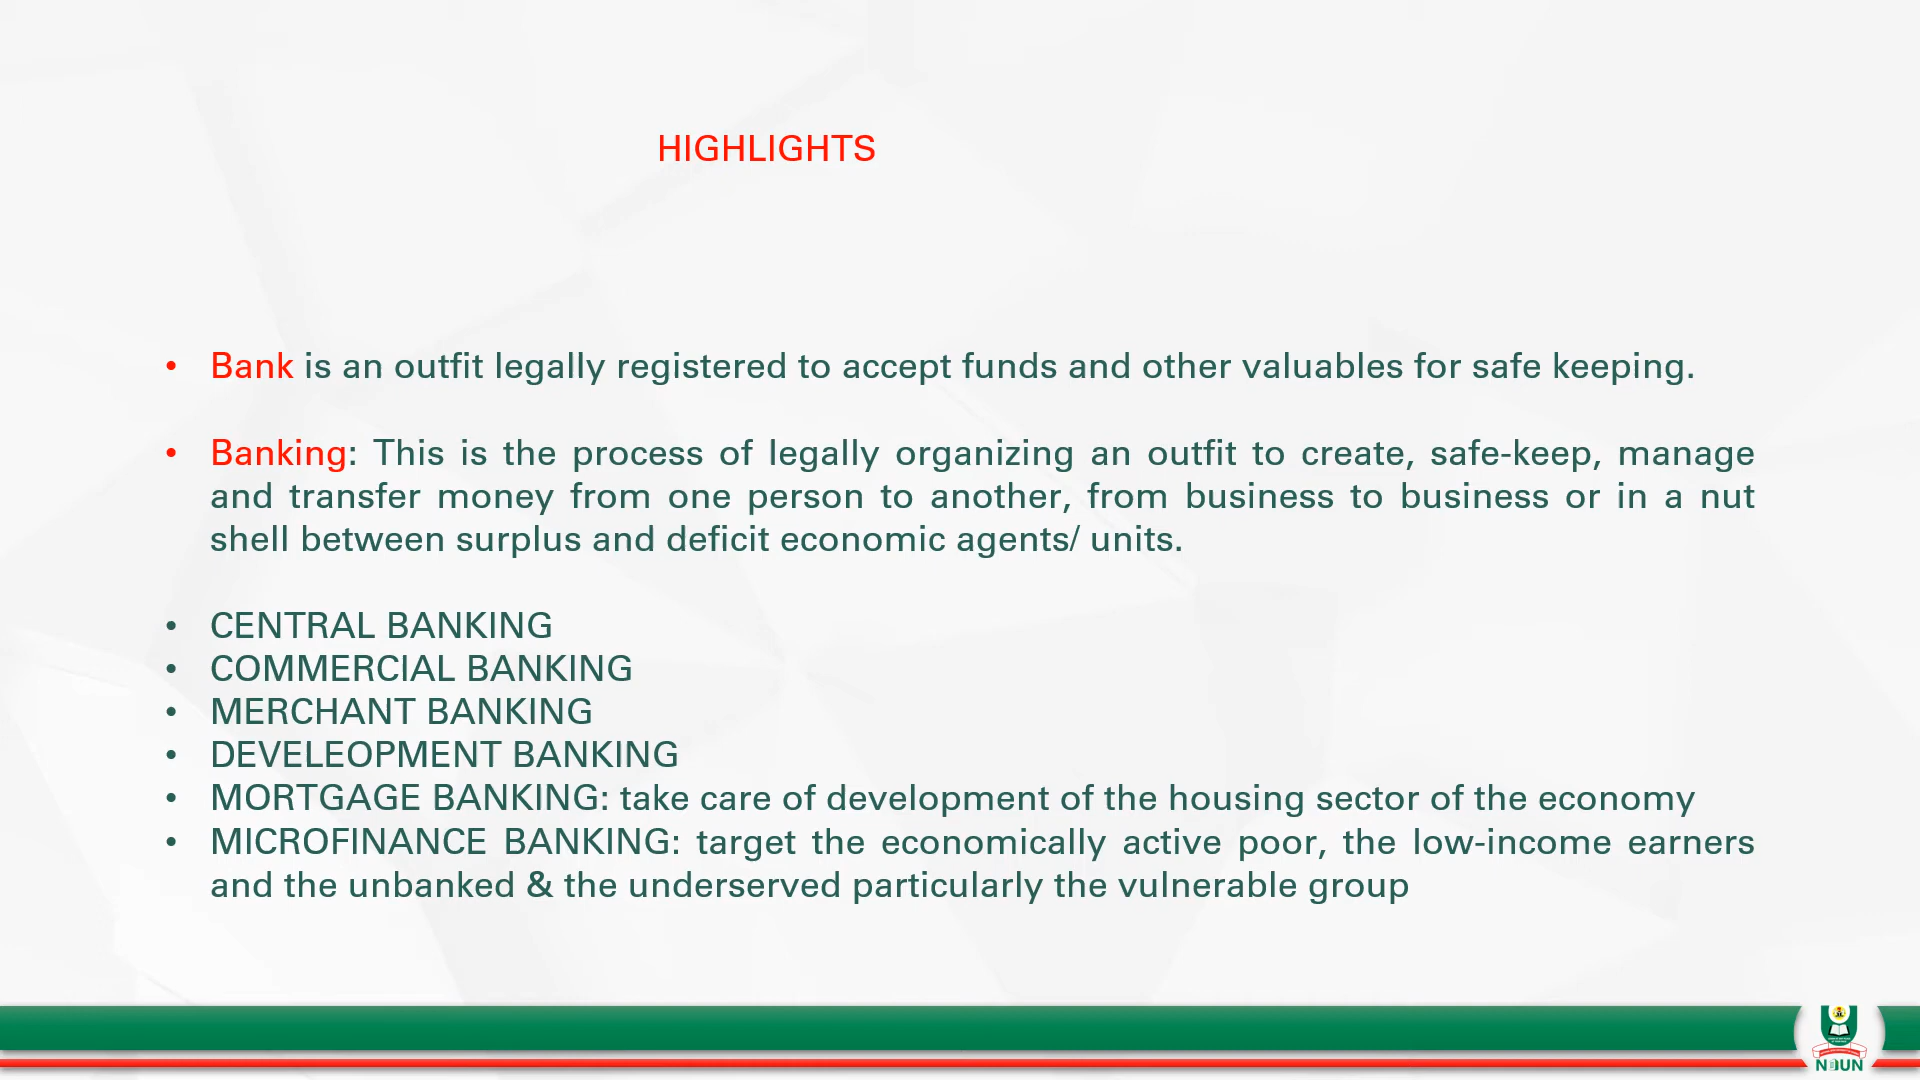 HIGHLIGHTS
• Bank is an outfit legally registered to accept funds and other valuables for safe keeping.
• Banking: This is the process of legally organizing an outfit to create, safe-keep, manage
and transfer money from one person to another, from business to business or in a nut
shell between surplus and deficit economic agents/ units.
• CENTRAL BANKING
• COMMERCIAL BANKING
• MERCHANT BANKING
• DEVELEOPMENT BANKING
• MORTGAGE BANKING: take care of development of the housing sector of the economy
• MICROFINANCE BANKING: target the economically active poor, the low-income earners
and the unbanked & the underserved particularly the vulnerable group
NOUN